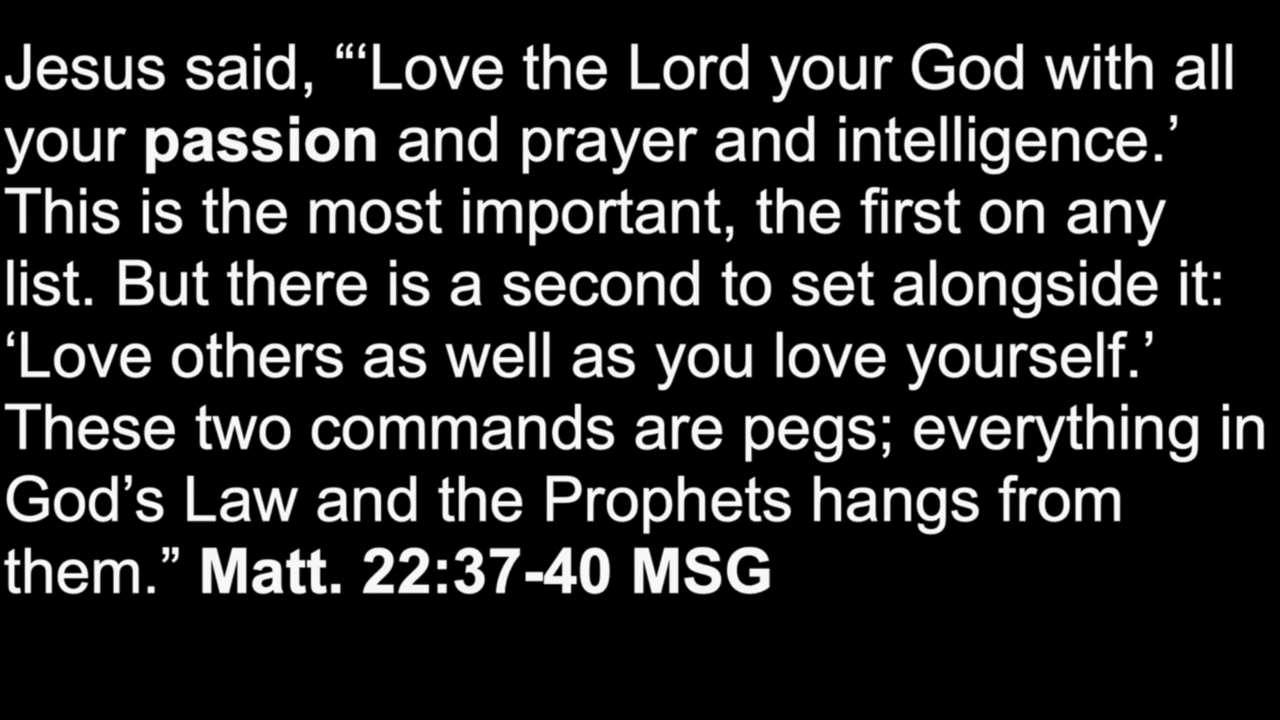 Jesus said, “‘Love the Lord your God with all
your passion and prayer and intelligence.’
This is the most important, the first on any
list. But there is a second to set alongside it:
‘Love others as well as you love yourself.’
These two commands are pegs; everything in
God’s Law and the Prophets hangs from
them.” Matt. 22:37-40 MSG